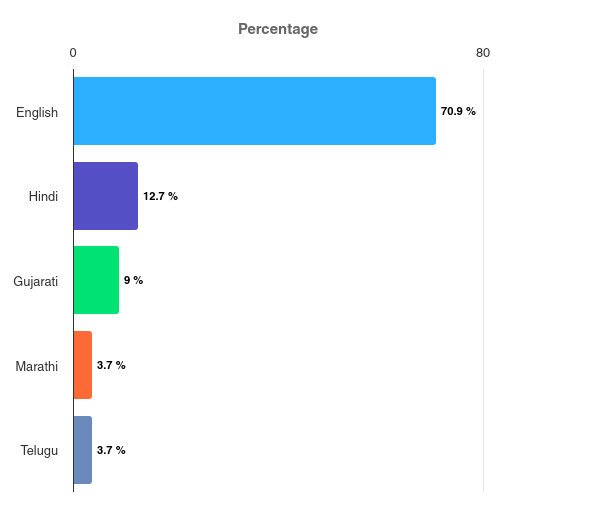 Percentage
0 80
English 70.9 %
Hindi 12.7 %
Gujarati 9 %
Marathi 3.7 %
Telugu 3.7 %